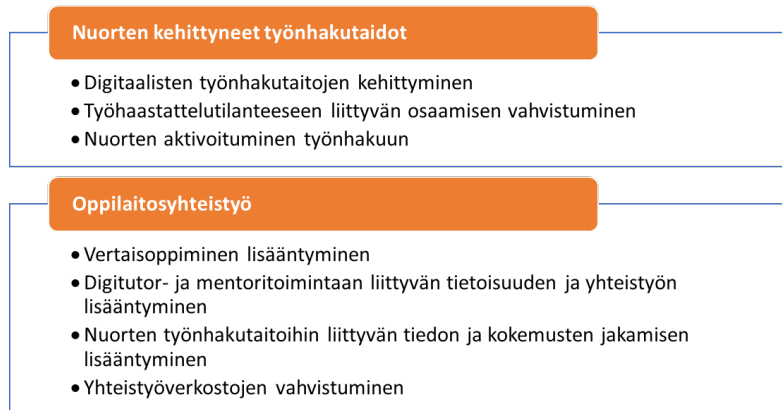 Nuorten kehittyneet työnhakutaidot
• Digitaalisten työnhakutaitojen kehittyminen
• Työhaastattelutilanteeseen liittyvän osaamisen vahvistuminen
• Nuorten aktivoituminen työnhakuun
Oppilaitosyhteistyö
• Vertaisoppiminen lisääntyminen
• Digitutor- ja mentoritoimintaan liittyvän tietoisuuden ja yhteistyön
lisääntyminen
• Nuorten työnhakutaitoihin liittyvän tiedon ja kokemusten jakamisen
lisääntyminen
• Yhteistyöverkostojen vahvistuminen